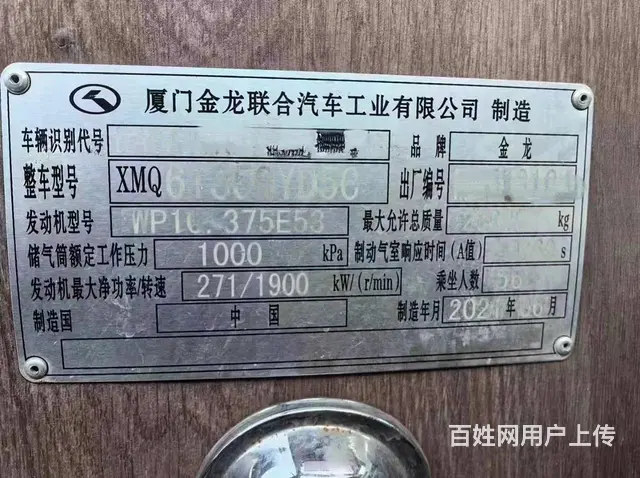 厦门金龙联合汽车工业有限公司 制造
车辆识别代号 品牌 金龙
整车型号 XMQ 出厂编号
发动机型号 WP10.375E53 最大允许总质量 kg
储气筒额定工作压力 1000 kPa 制动气室响应时间(A值) s
发动机最大净功率/转速 271/1900 kW/(r/min) 乘坐人数 56
制造国 中国 制造年月 202 年 06 月
百姓网用户上传